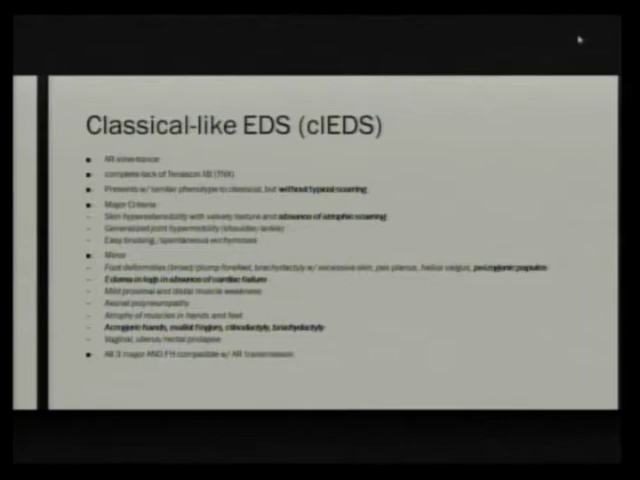 Classical-like EDS (clEDS)
■ AR inheritance
■ complete lack of Tenascin XB (TNX)
■ Presents w/ similar phenotype to classical, but without typical scarring
■ Major Criteria
– Skin hyperextensibility with velvety texture and absence of atrophic scarring
– Generalized joint hypermobility (shoulder/ankle)
– Easy bruising/spontaneous ecchymoses
■ Minor
– Foot deformities (broad/plump forefoot, brachydactyly w/ excessive skin, pes planus, hallux valgus, piezogenic papules
– Edema in legs in absence of cardiac failure
– Mild proximal and distal muscle weakness
– Axonal polyneuropathy
– Atrophy of muscles in hands and feet
– Acrogeric hands, mallet fingers, clinodactyly, brachydactyly
– Vaginal, uterus/rectal prolapse
■ All 3 major AND FH compatible w/ AR transmission